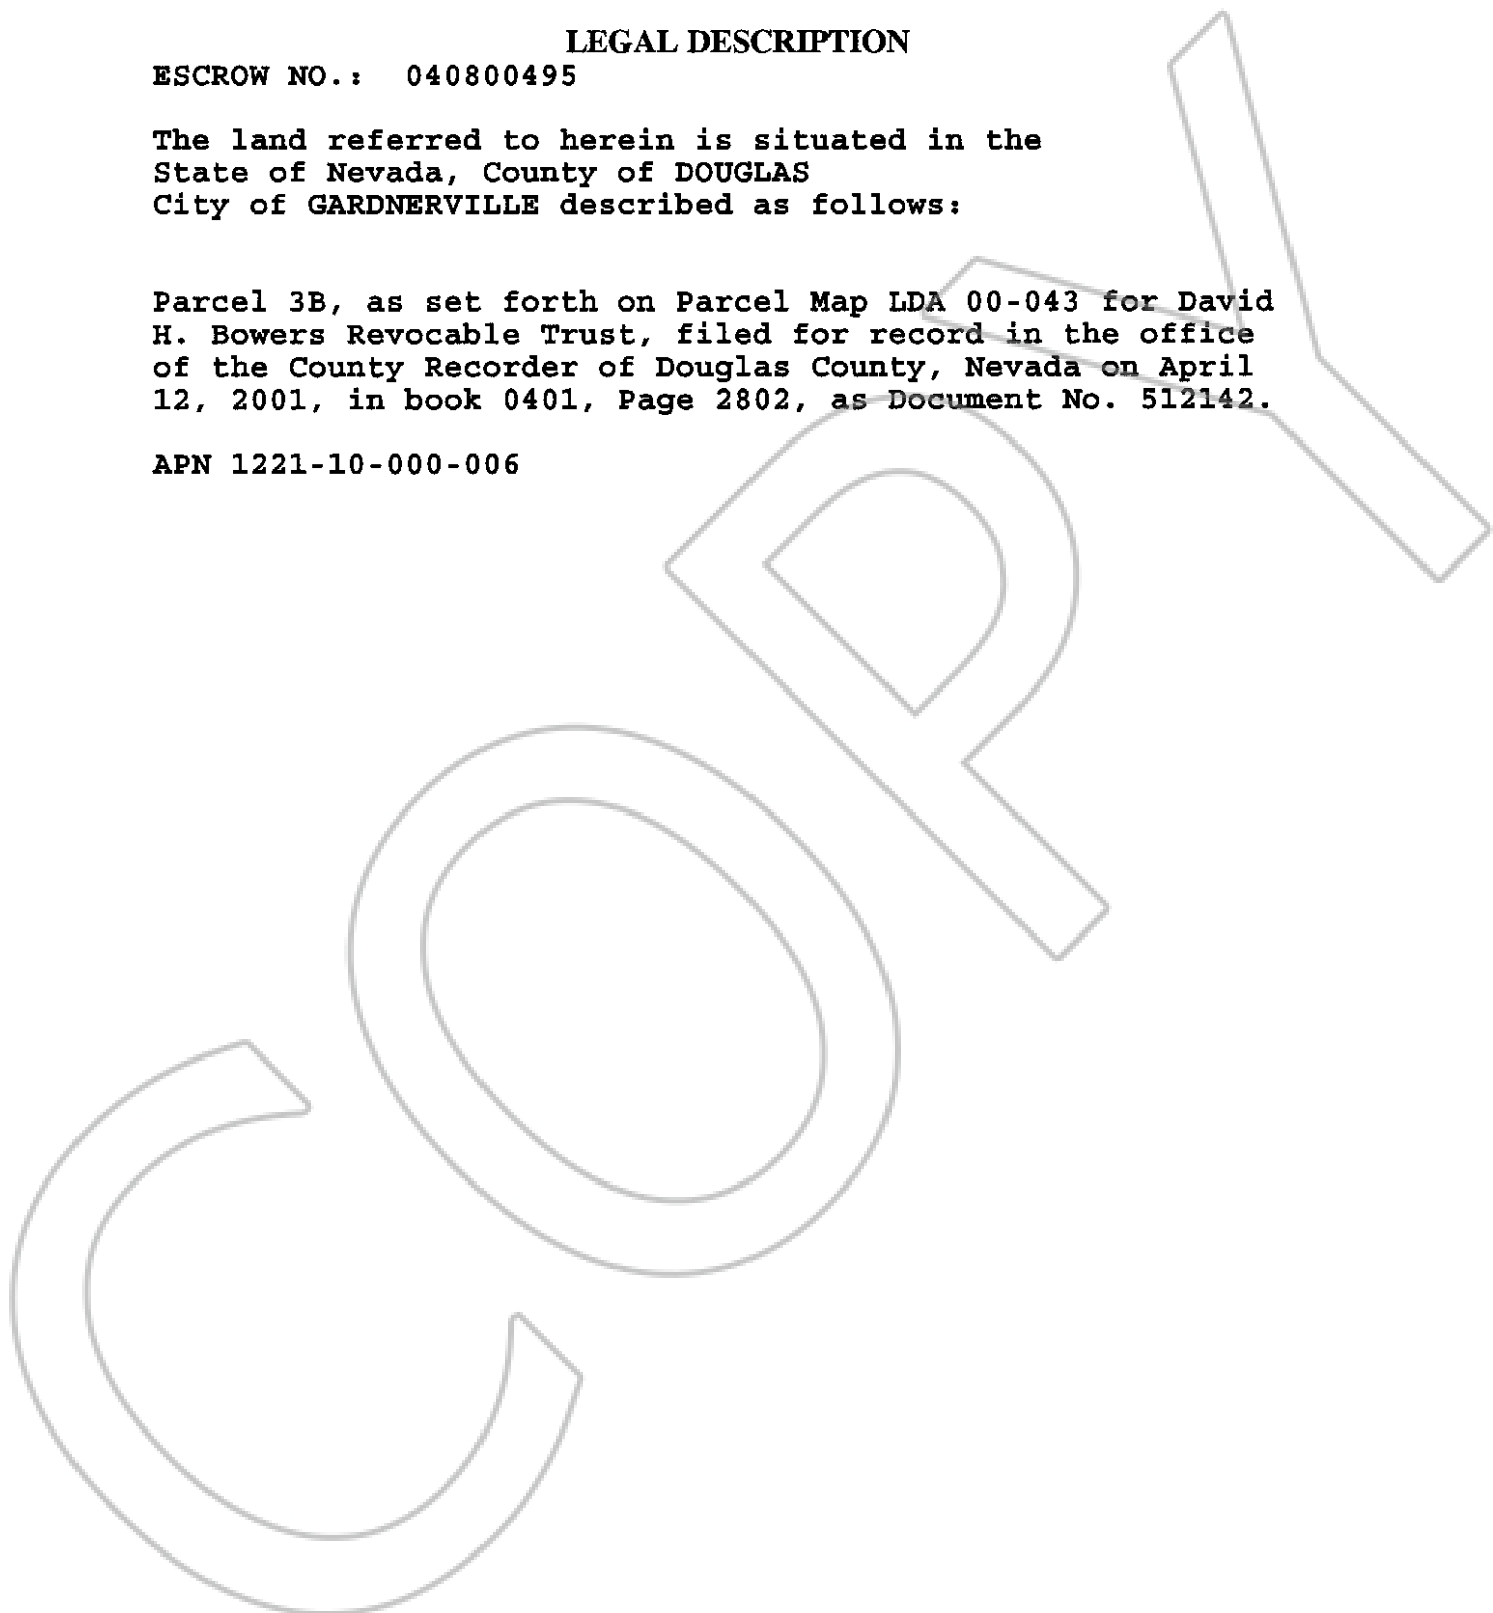 LEGAL DESCRIPTION
ESCROW NO.: 040800495
The land referred to herein is situated in the
State of Nevada, County of DOUGLAS
City of GARDNERVILLE described as follows:
Parcel 3B, as set forth on Parcel Map LDA 00-043 for David
H. Bowers Revocable Trust, filed for record in the office
of the County Recorder of Douglas County, Nevada on April
12, 2001, in book 0401, Page 2802, as Document No. 512142.
APN 1221-10-000-006
COPY